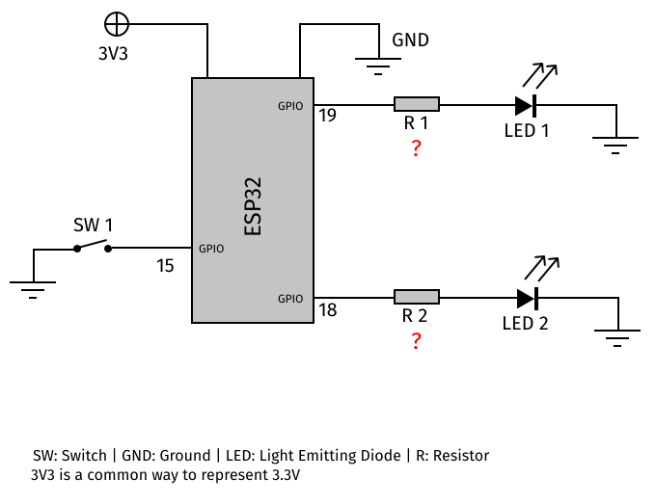 3V3
GND
GPIO
19
R 1
?
LED 1
ESP32
SW 1
GPIO
15
GPIO
18
R 2
?
LED 2
SW: Switch | GND: Ground | LED: Light Emitting Diode | R: Resistor
3V3 is a common way to represent 3.3V